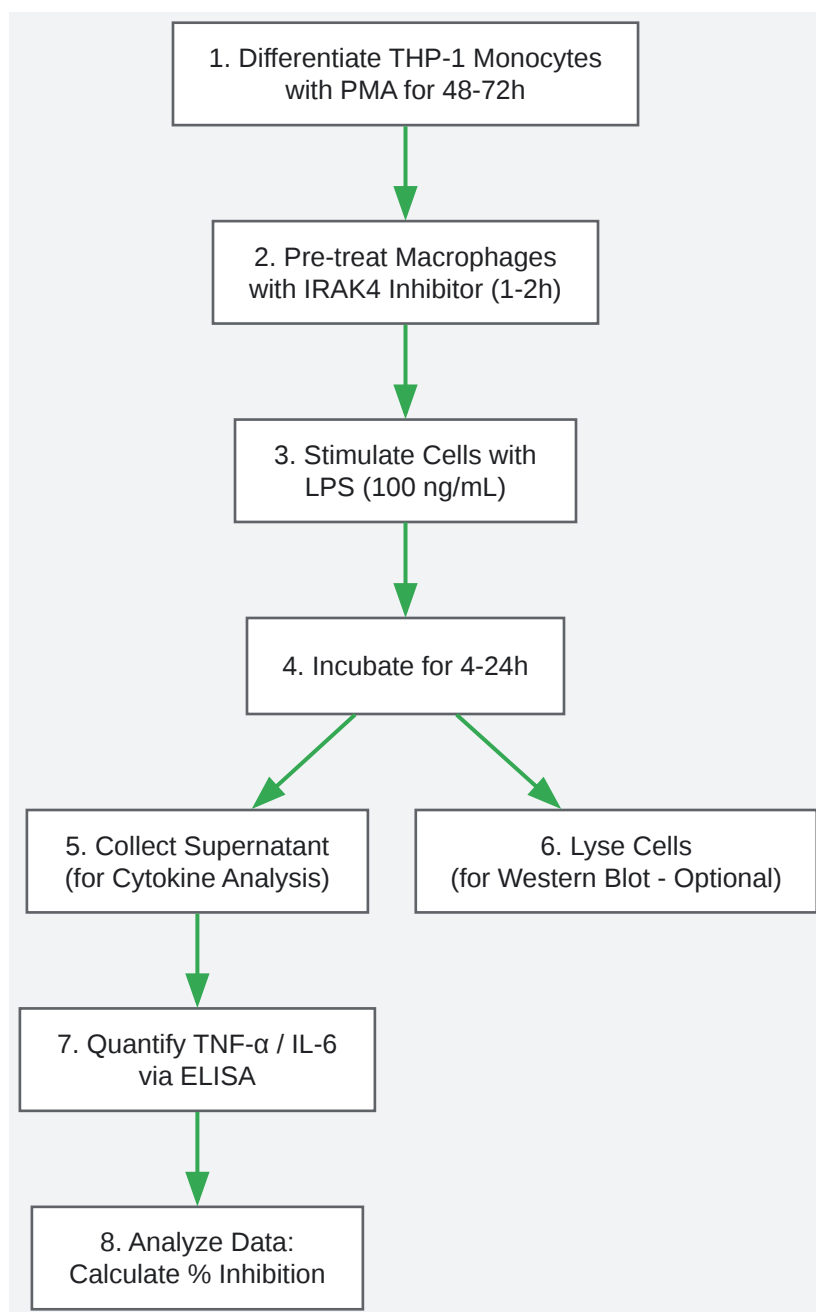 1. Differentiate THP-1 Monocytes
with PMA for 48-72h
2. Pre-treat Macrophages
with IRAK4 Inhibitor (1-2h)
3. Stimulate Cells with
LPS (100 ng/mL)
4. Incubate for 4-24h
5. Collect Supernatant
(for Cytokine Analysis)
6. Lyse Cells
(for Western Blot - Optional)
7. Quantify TNF-α / IL-6
via ELISA
8. Analyze Data:
Calculate % Inhibition